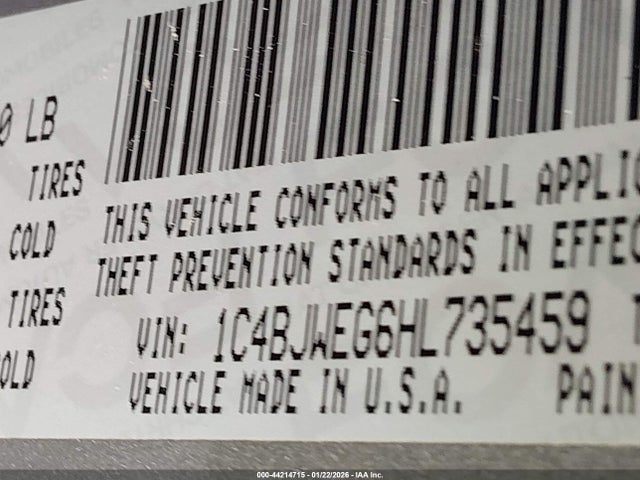 0 LB
TIRES
COLD
TIRES
COLD
THIS VEHICLE CONFORMS TO ALL APPLIC
THEFT PREVENTION STANDARDS IN EFFEC
VIN: 1C4BJWEG6HL735459 T
VEHICLE MADE IN U.S.A. PAIN
000-44214715 - 01/22/2026 - IAA Inc.